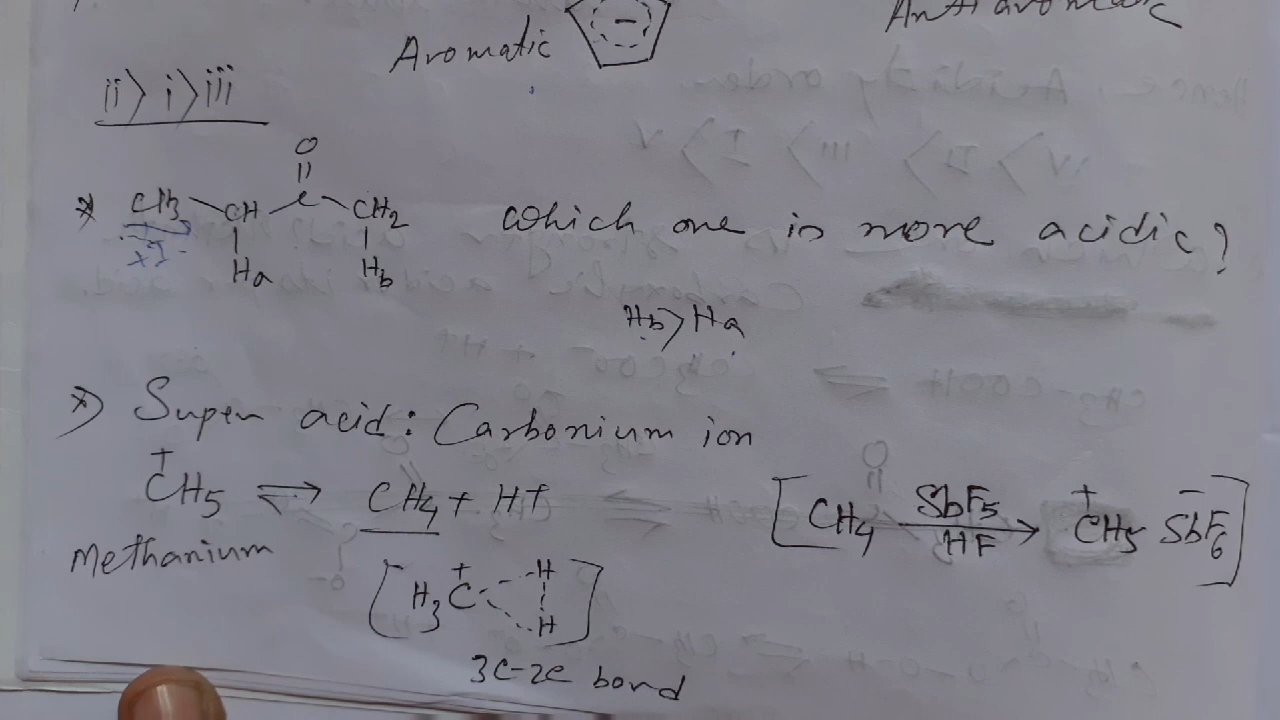 Aromatic
Antiaromatic
ii > i > iii
O
CH3 CH C CH2
Ha Hb
Which one is more acidic?
Hb > Ha
Super acid: Carbonium ion
+CH5 ⇌ CH4 + H+
[CH4 SbF5 / HF → +CH5 SbF6-]
Methanium
[H3C+ H H]
3c-2e bond